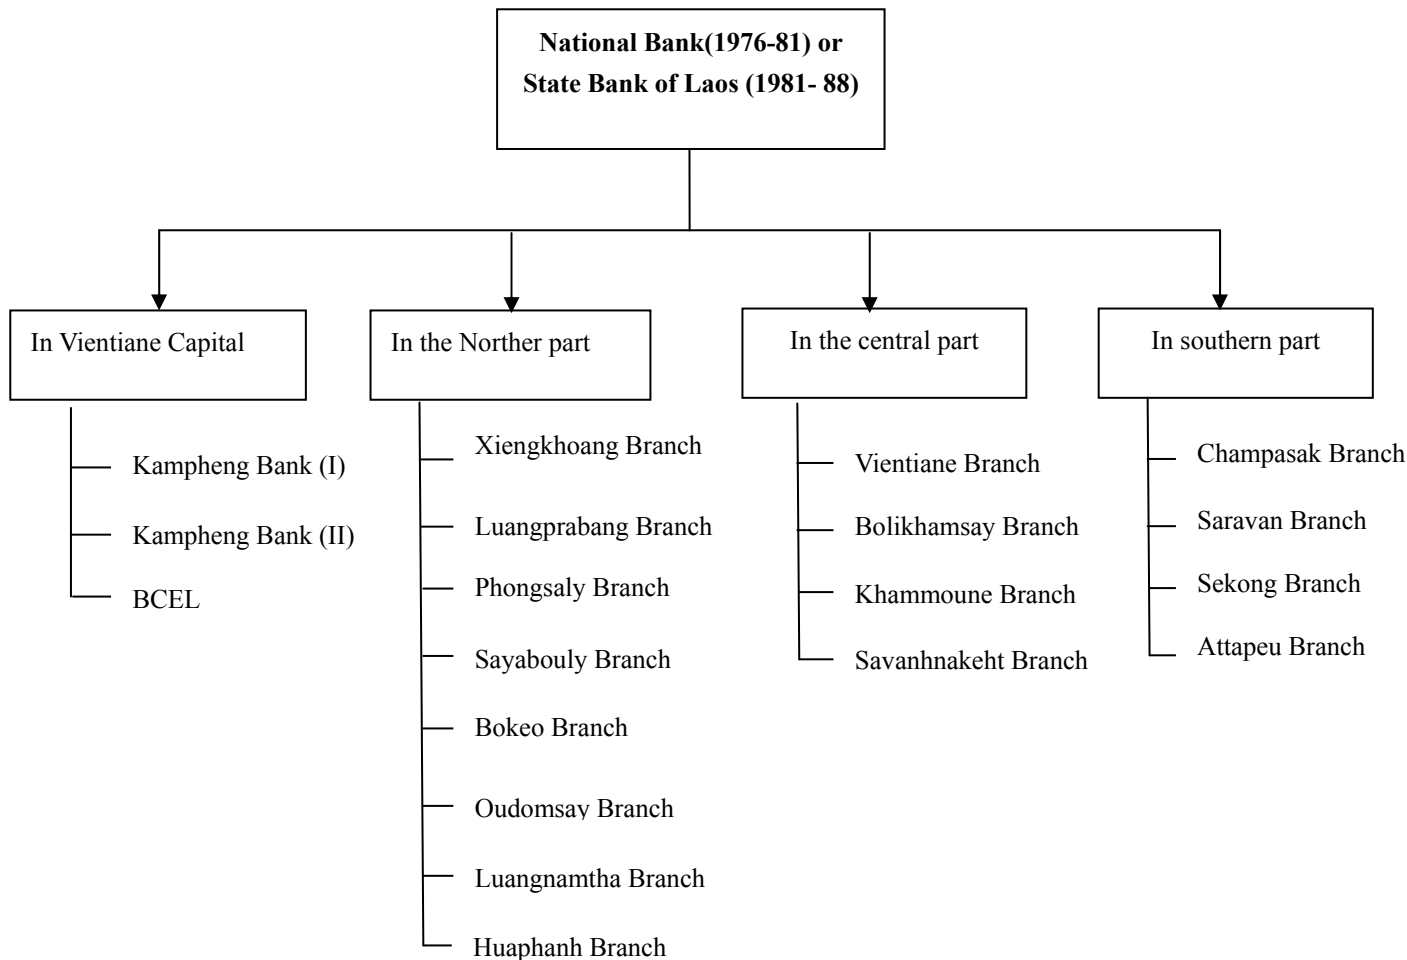 National Bank(1976-81) or
State Bank of Laos (1981- 88)
In Vientiane Capital
Kampheng Bank (I)
Kampheng Bank (II)
BCEL
In the Norther part
Xiengkhoang Branch
Luangprabang Branch
Phongsaly Branch
Sayabouly Branch
Bokeo Branch
Oudomsay Branch
Luangnamtha Branch
Huaphanh Branch
In the central part
Vientiane Branch
Bolikhamsay Branch
Khammoune Branch
Savanhnakeht Branch
In southern part
Champasak Branch
Saravan Branch
Sekong Branch
Attapeu Branch